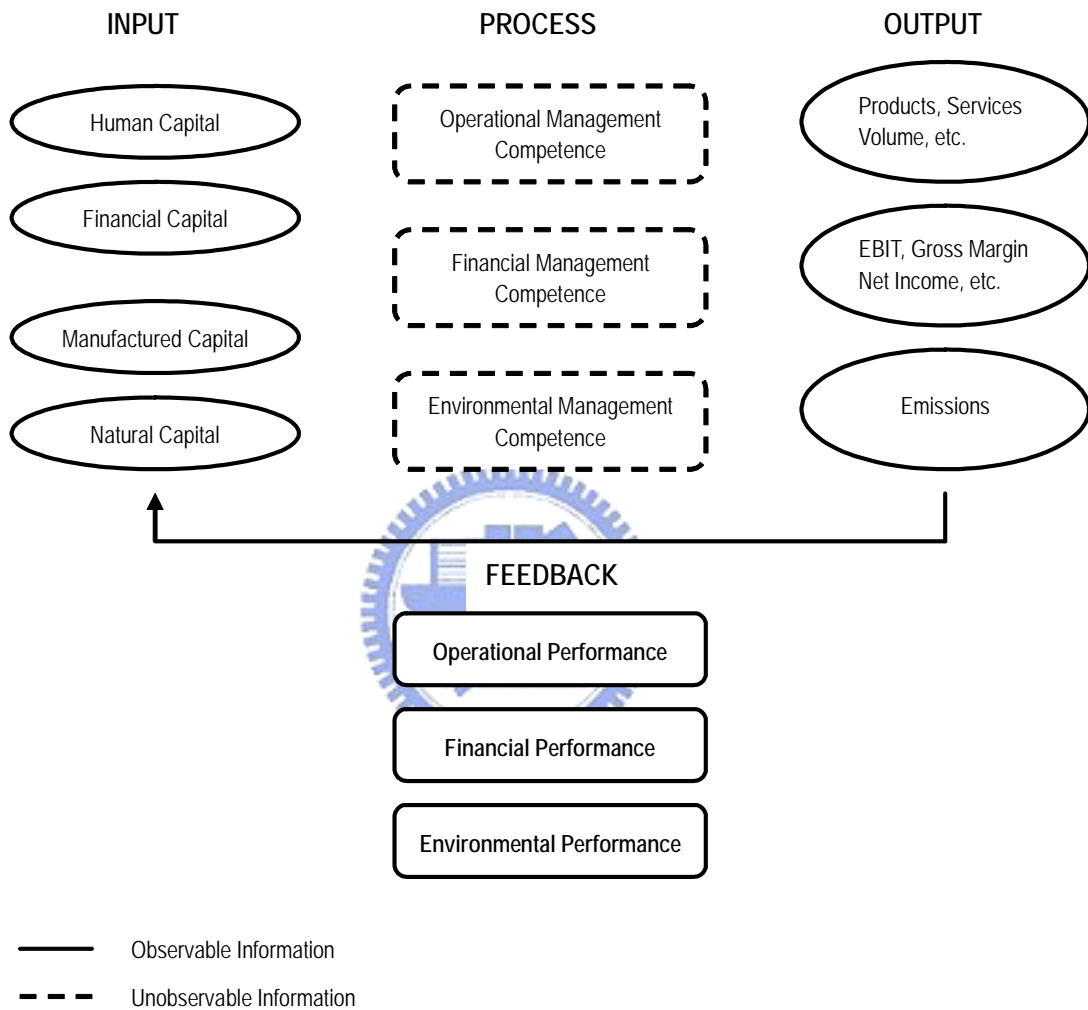 INPUT
PROCESS
OUTPUT
Human Capital
Financial Capital
Manufactured Capital
Natural Capital
Operational Management
Competence
Financial Management
Competence
Environmental Management
Competence
Products, Services
Volume, etc.
EBIT, Gross Margin
Net Income, etc.
Emissions
FEEDBACK
Operational Performance
Financial Performance
Environmental Performance
Observable Information
Unobservable Information